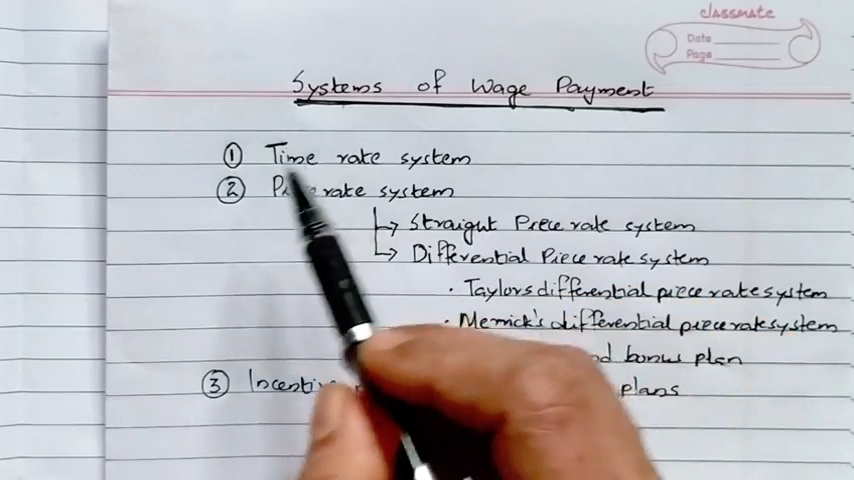 classmate
Date
Page
Systems of Wage Payment
① Time rate system
② rate system
→ Straight Piece rate system
→ Differential Piece rate system
· Taylors differential piece rate system
· Merrick's differential piece rate system
bonus plan
③ plans